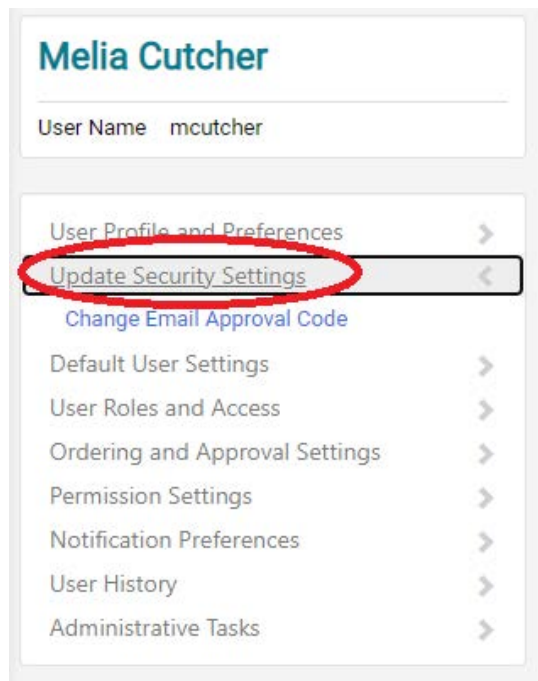 Melia Cutcher
User Name mcutcher
User Profile and Preferences
Update Security Settings
Change Email Approval Code
Default User Settings
User Roles and Access
Ordering and Approval Settings
Permission Settings
Notification Preferences
User History
Administrative Tasks